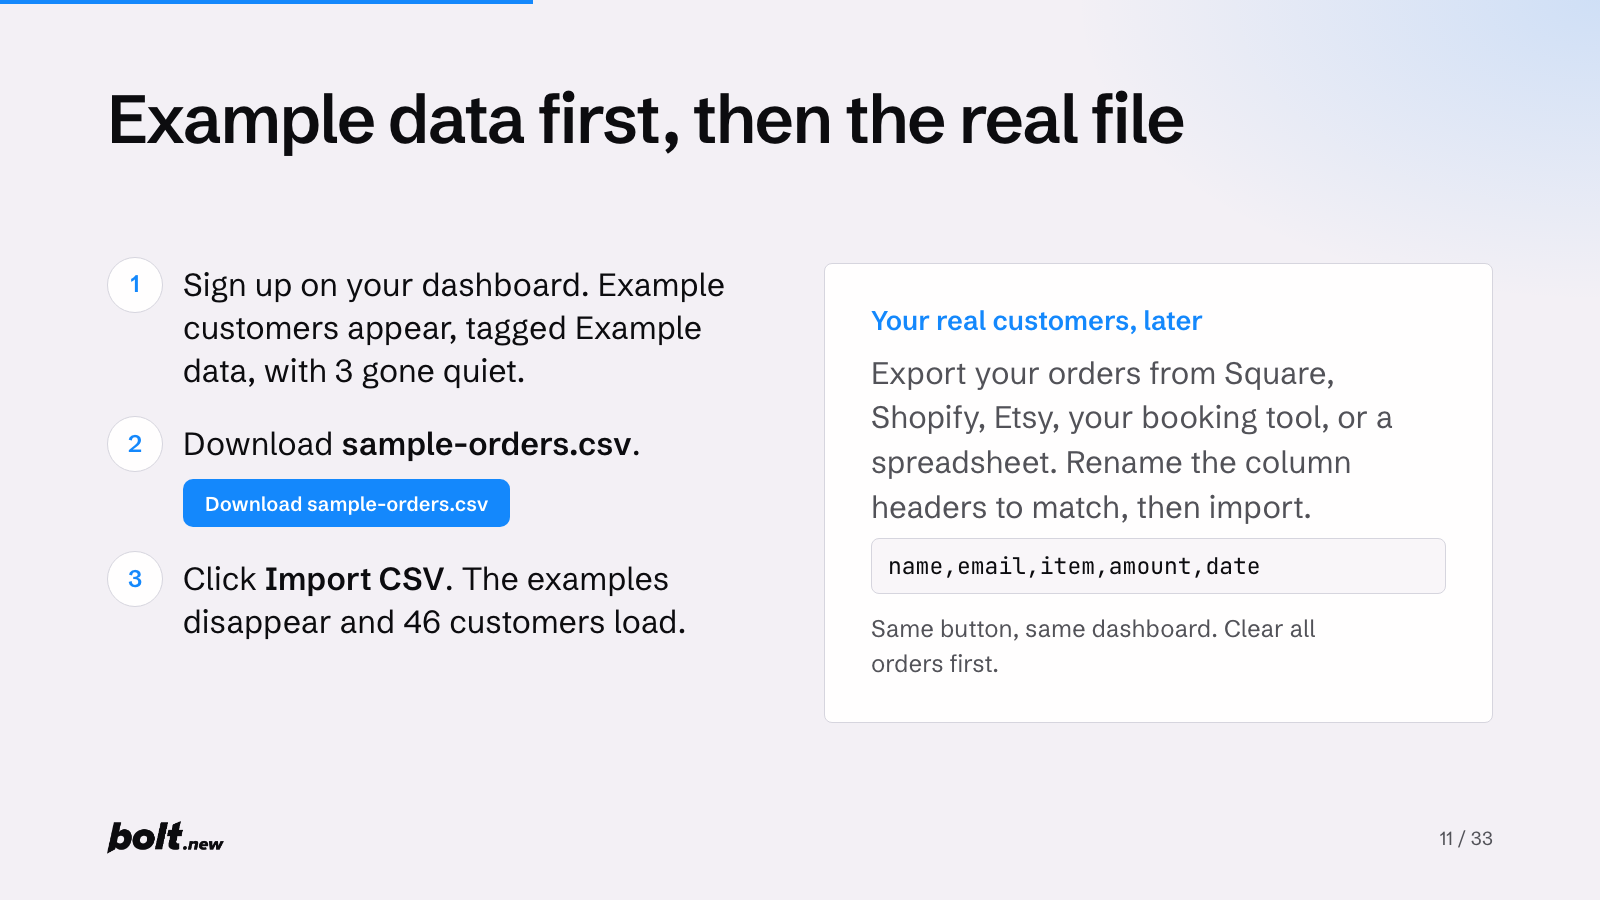 Example data first, then the real file
1
Sign up on your dashboard. Example
customers appear, tagged Example
data, with 3 gone quiet.
2
Download sample-orders.csv.
Download sample-orders.csv
3
Click Import CSV. The examples
disappear and 46 customers load.
Your real customers, later
Export your orders from Square,
Shopify, Etsy, your booking tool, or a
spreadsheet. Rename the column
headers to match, then import.
name,email,item,amount,date
Same button, same dashboard. Clear all
orders first.
bolt.new
11 / 33